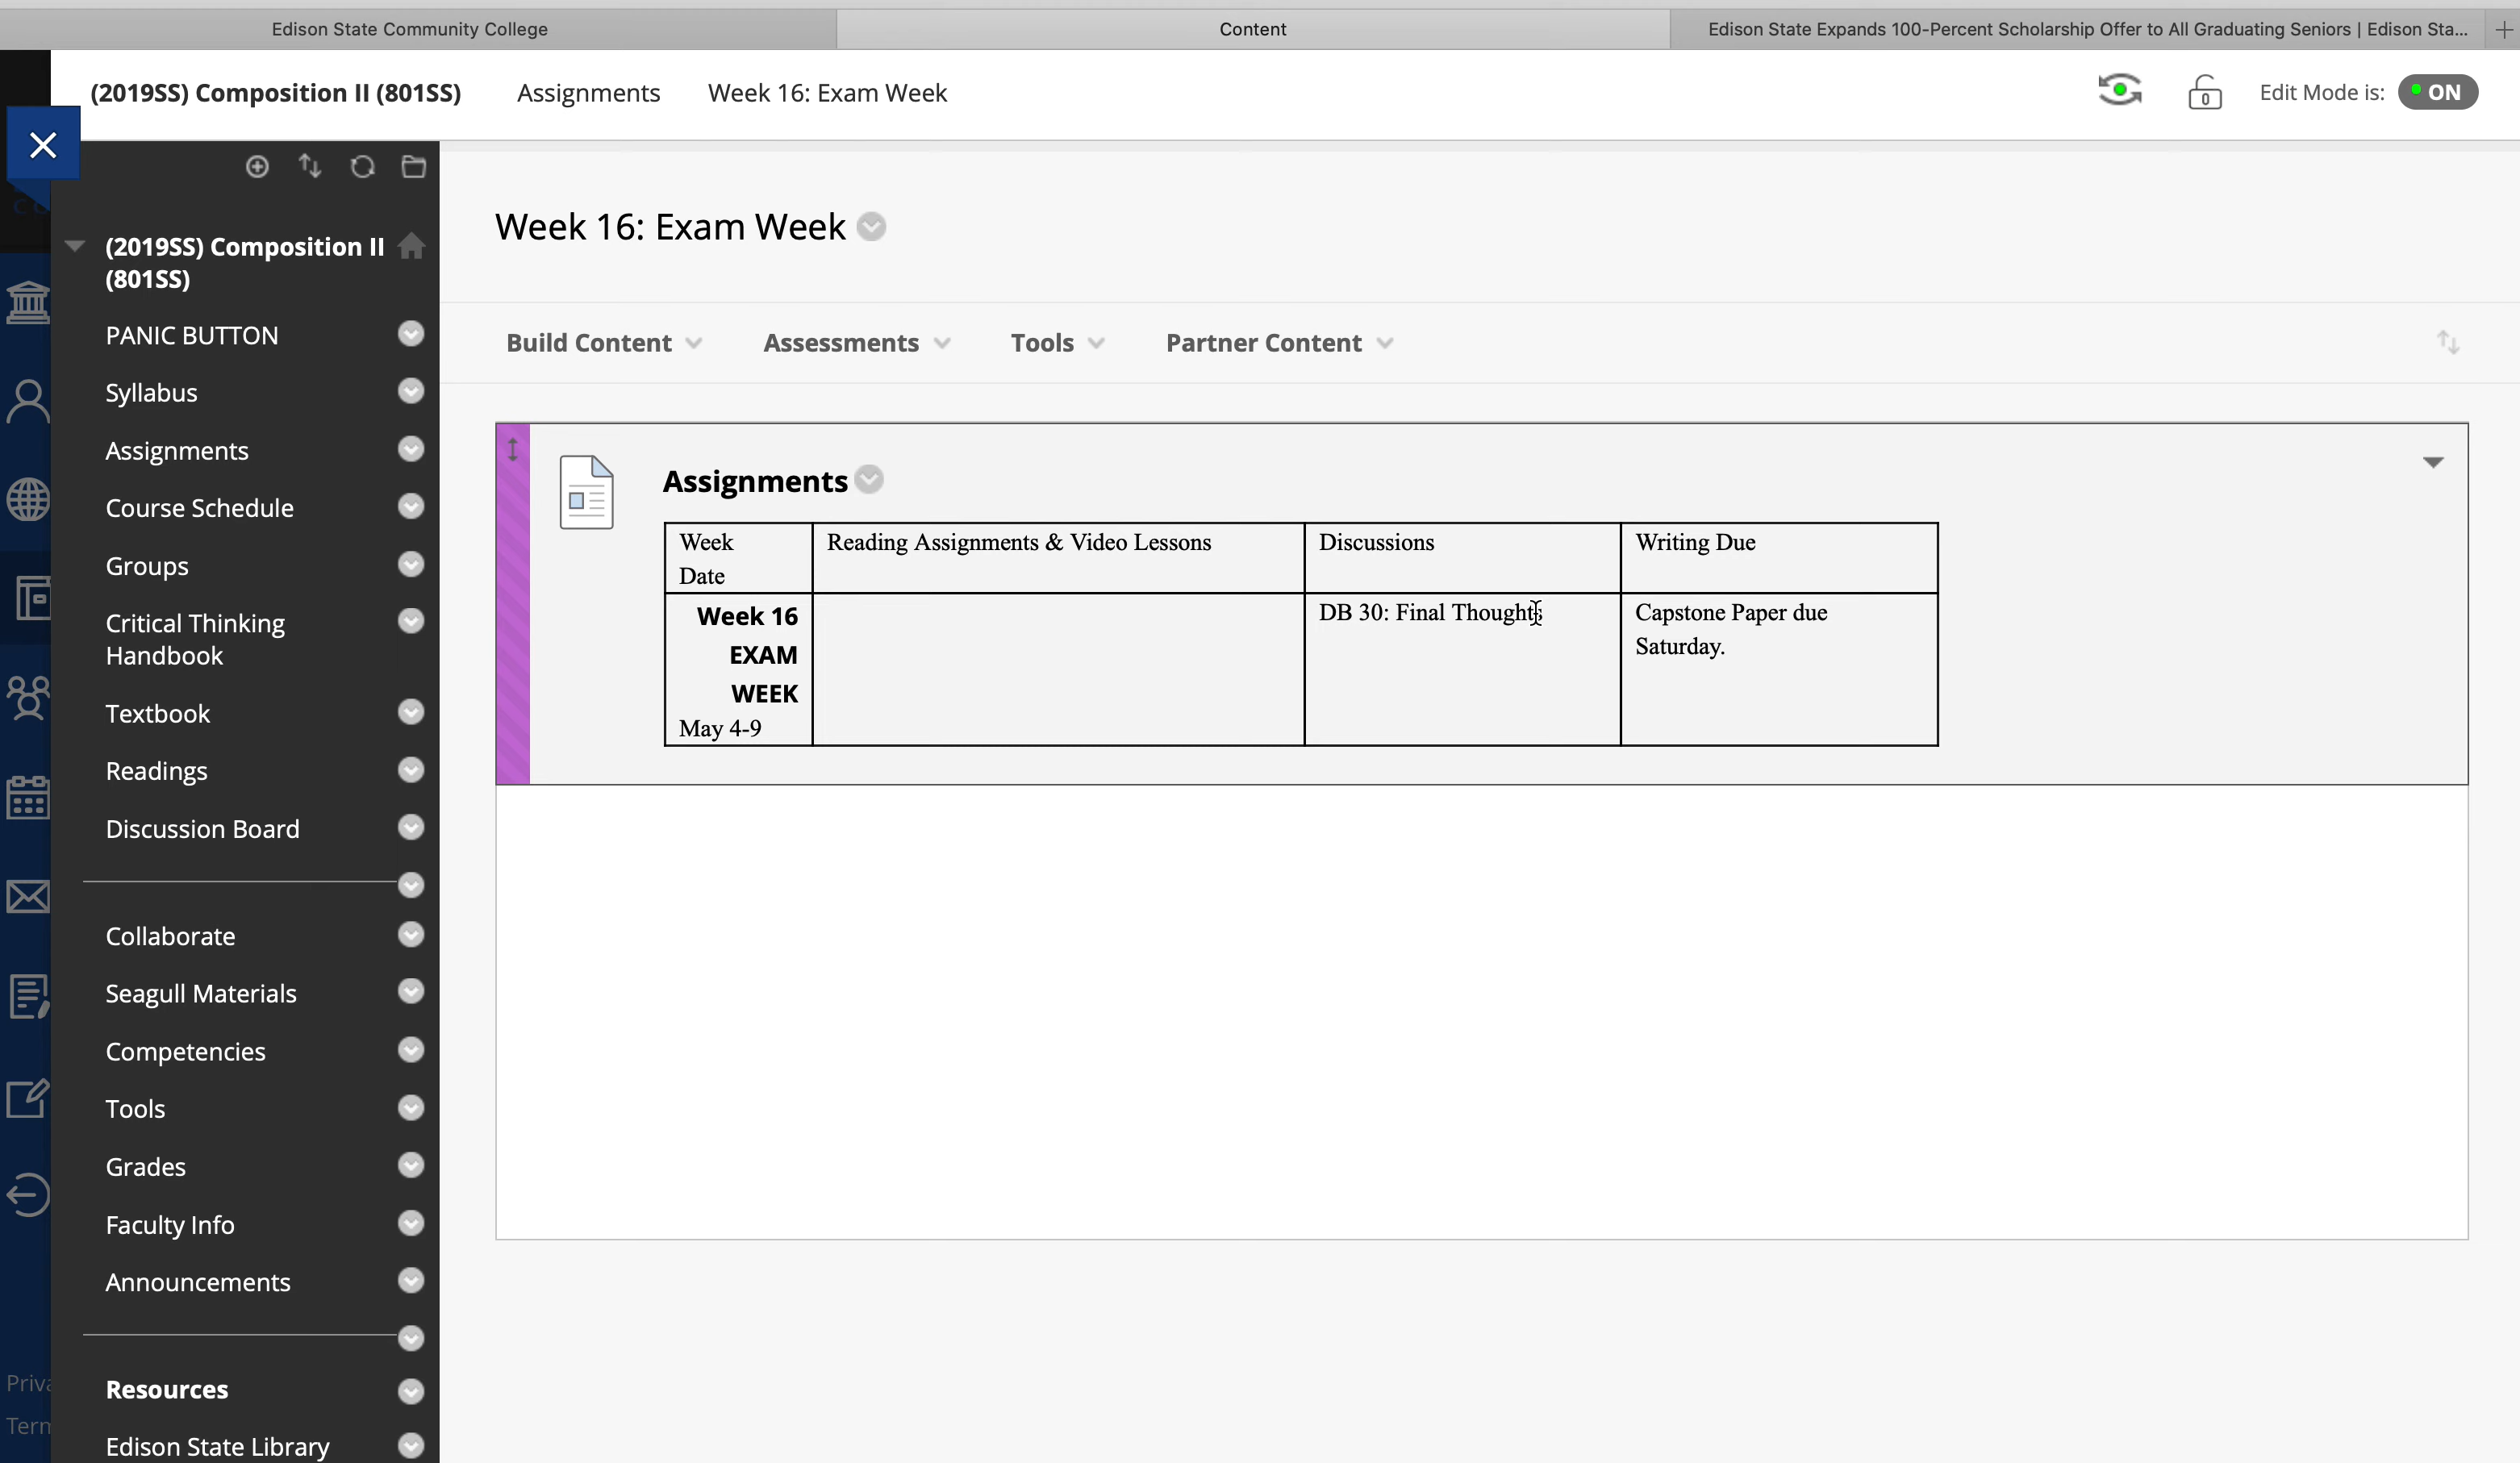 Edison State Community College
Content
Edison State Expands 100-Percent Scholarship Offer to All Graduating Seniors | Edison Sta...
(2019SS) Composition II (801SS)
Assignments
Week 16: Exam Week
0
Edit Mode is:
ON
(2019SS) Composition II
(801SS)
PANIC BUTTON
Syllabus
Assignments
Course Schedule
Groups
Critical Thinking
Handbook
Textbook
Readings
Discussion Board
Collaborate
Seagull Materials
Competencies
Tools
Grades
Faculty Info
Announcements
Resources
Edison State Library
Week 16: Exam Week
Build Content
Assessments
Tools
Partner Content
Assignments
Week
Date
Reading Assignments & Video Lessons
Discussions
Writing Due
Week 16
EXAM
WEEK
May 4-9
DB 30: Final Thoughts
Capstone Paper due
Saturday.